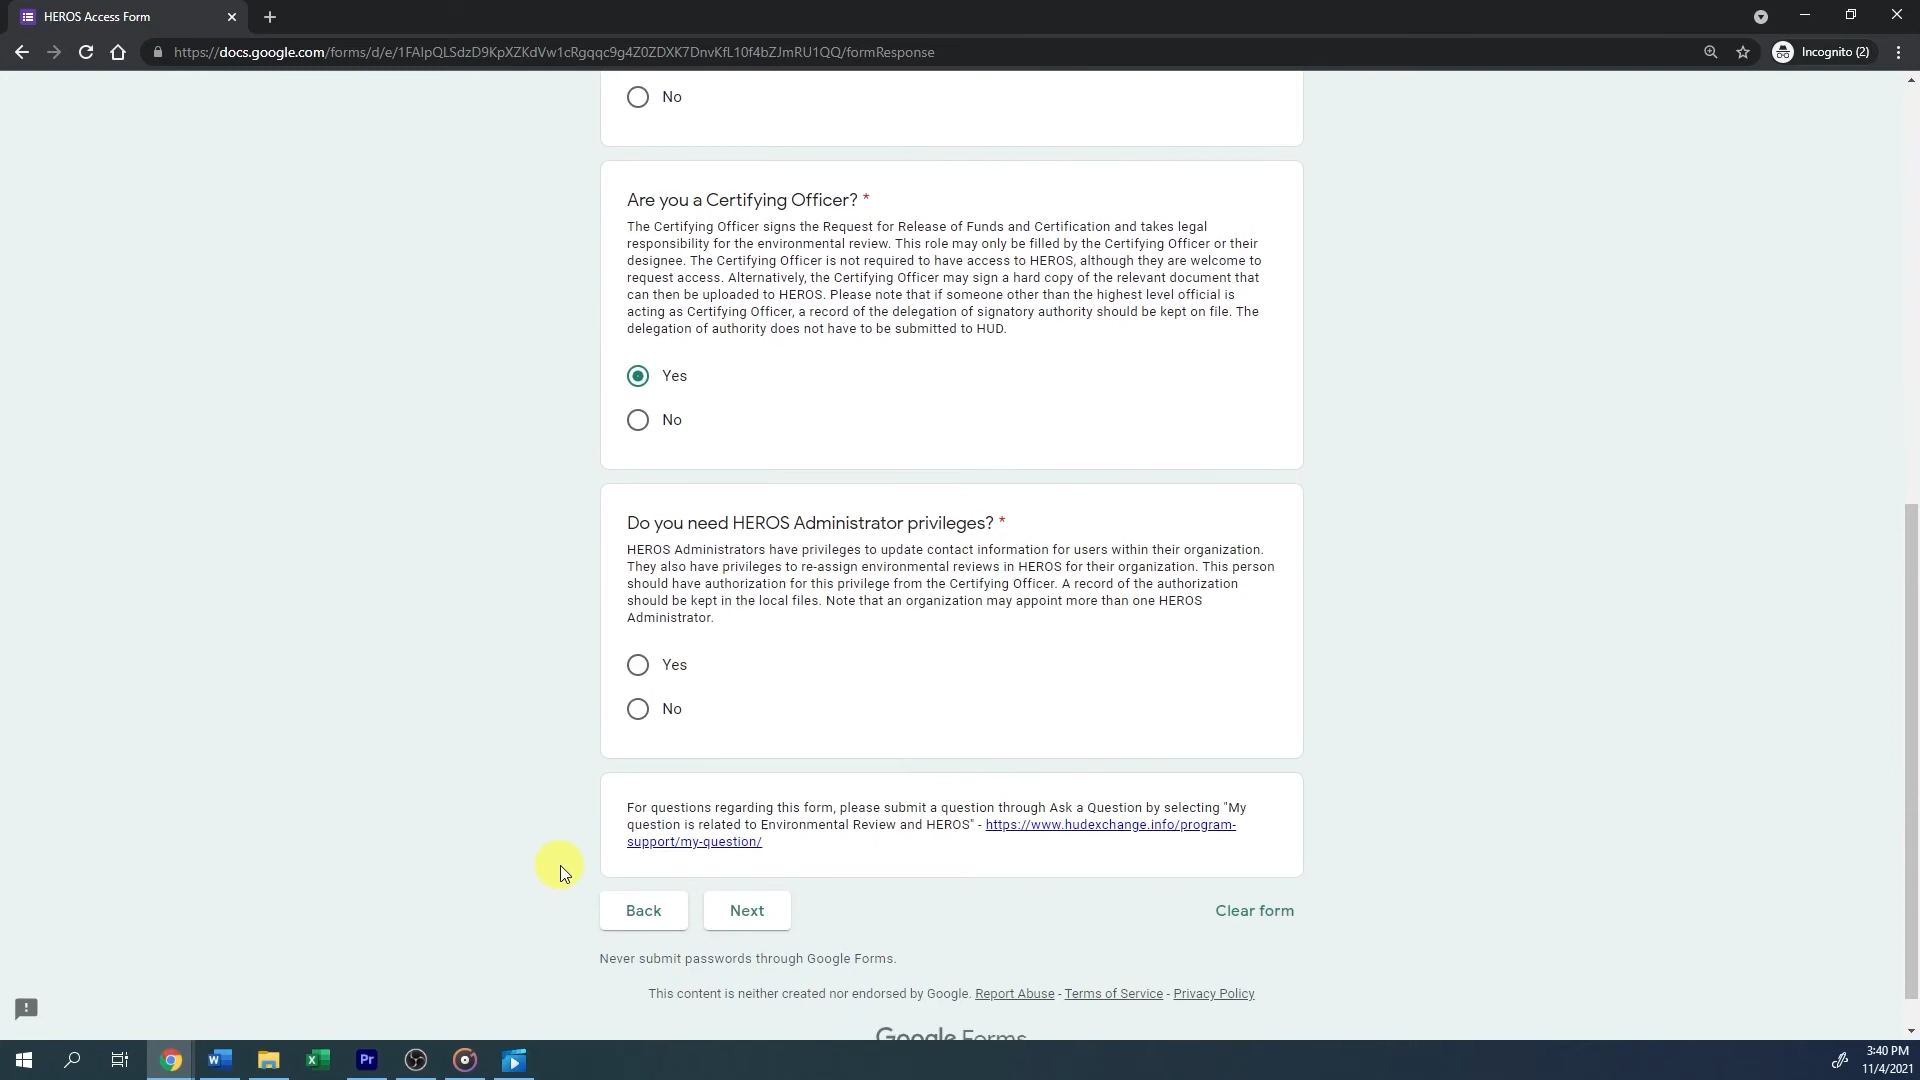 HEROS Access Form
https://docs.google.com/forms/d/e/1FAIpQLSdzD9KpXZKdVw1cRgqqc9g4Z0ZDXK7DnvKfL10f4bZJmRU1QQ/formResponse
Incognito (2)
No
Are you a Certifying Officer? *
The Certifying Officer signs the Request for Release of Funds and Certification and takes legal
responsibility for the environmental review. This role may only be filled by the Certifying Officer or their
designee. The Certifying Officer is not required to have access to HEROS, although they are welcome to
request access. Alternatively, the Certifying Officer may sign a hard copy of the relevant document that
can then be uploaded to HEROS. Please note that if someone other than the highest level official is
acting as Certifying Officer, a record of the delegation of signatory authority should be kept on file. The
delegation of authority does not have to be submitted to HUD.
Yes
No
Do you need HEROS Administrator privileges? *
HEROS Administrators have privileges to update contact information for users within their organization.
They also have privileges to re-assign environmental reviews in HEROS for their organization. This person
should have authorization for this privilege from the Certifying Officer. A record of the authorization
should be kept in the local files. Note that an organization may appoint more than one HEROS
Administrator.
Yes
No
For questions regarding this form, please submit a question through Ask a Question by selecting "My
question is related to Environmental Review and HEROS" - https://www.hudexchange.info/program-
support/my-question/
Back
Next
Clear form
Never submit passwords through Google Forms.
This content is neither created nor endorsed by Google. Report Abuse - Terms of Service - Privacy Policy
Google Forms
W
X
Pr
3:40 PM
11/4/2021